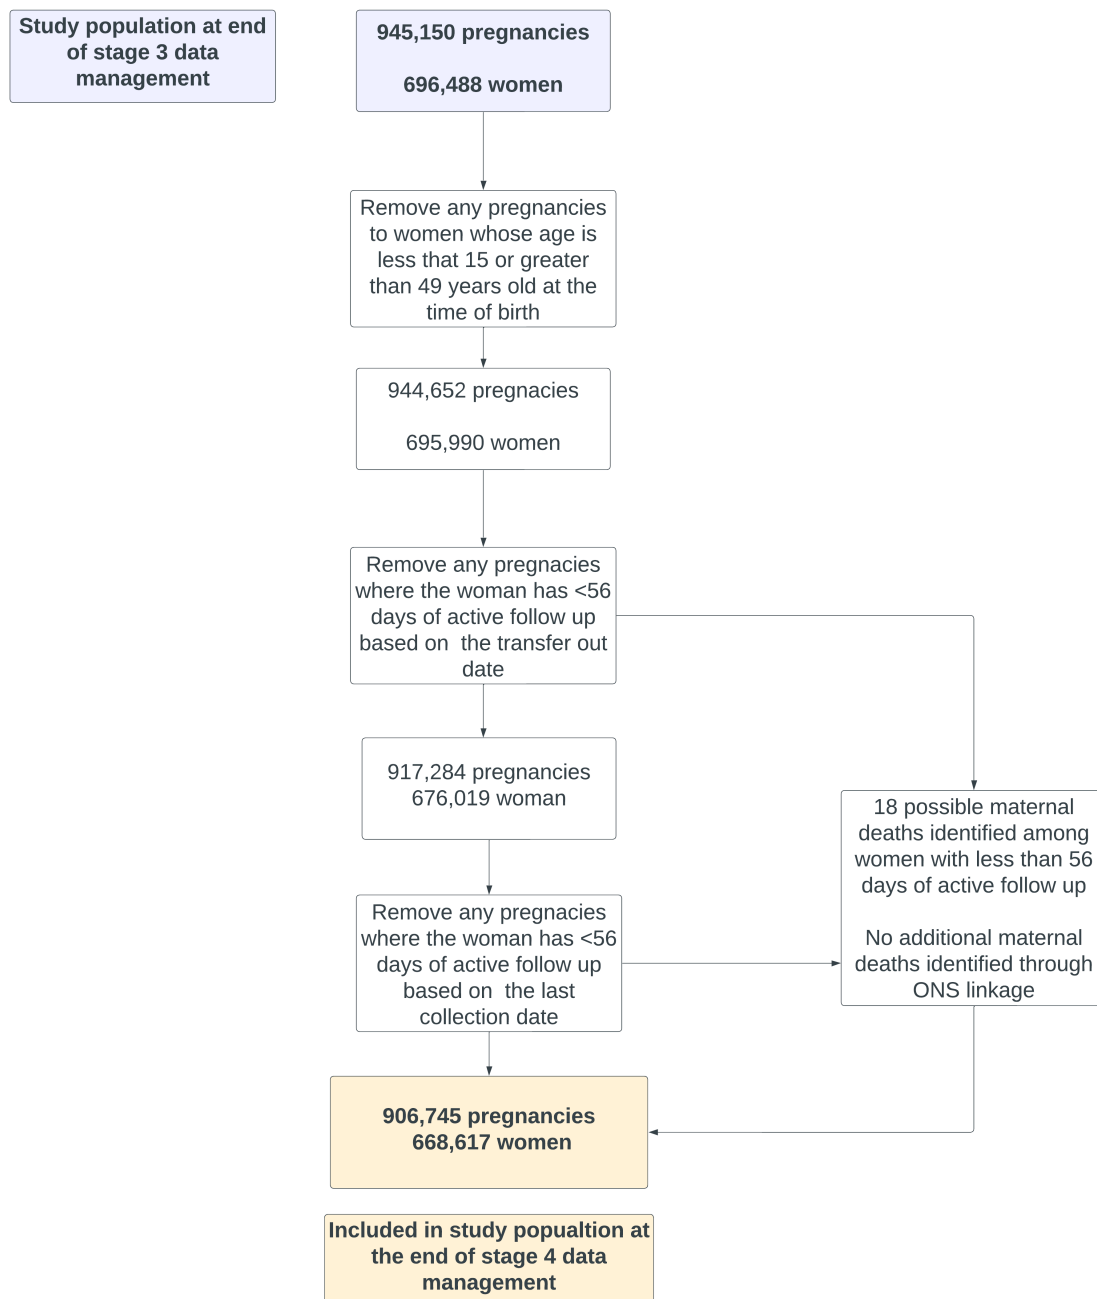 Study population at end
of stage 3 data
management
945,150 pregnancies
696,488 women
Remove any pregnancies
to women whose age is
less that 15 or greater
than 49 years old at the
time of birth
944,652 pregnacies
695,990 women
Remove any pregnacies
where the woman has <56
days of active follow up
based on  the transfer out
date
917,284 pregnancies
676,019 woman
18 possible maternal
deaths identified among
women with less than 56
days of active follow up
No additional maternal
deaths identified through
ONS linkage
Remove any pregnacies
where the woman has <56
days of active follow up
based on  the last
collection date
906,745 pregnancies
668,617 women
Included in study popualtion at
the end of stage 4 data
management